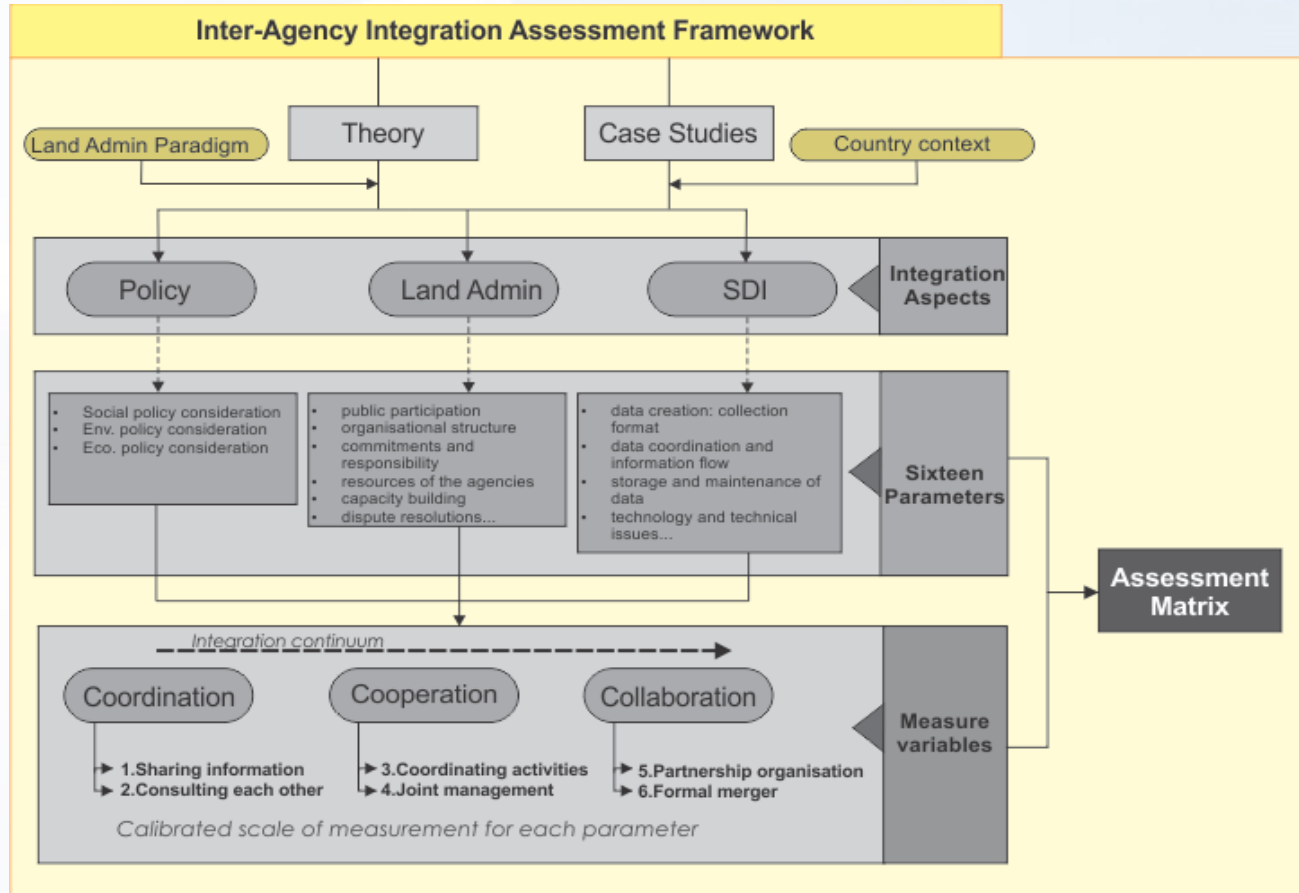 Inter-Agency Integration Assessment Framework
Theory
Case Studies
Land Admin Paradigm
Country context
Policy
Land Admin
SDI
Integration
Aspects
• Social policy consideration
• Env. policy consideration
• Eco. policy consideration
• public participation
• organisational structure
• commitments and
responsibility
• resources of the agencies
• capacity building
• dispute resolutions...
• data creation: collection
format
• data coordination and
information flow
• storage and maintenance of
data
• technology and technical
issues...
Sixteen
Parameters
Assessment
Matrix
Integration continuum
Coordination
Cooperation
Collaboration
1.Sharing information
2.Consulting each other
3.Coordinating activities
4.Joint management
5.Partnership organisation
6.Formal merger
Measure
variables
Calibrated scale of measurement for each parameter